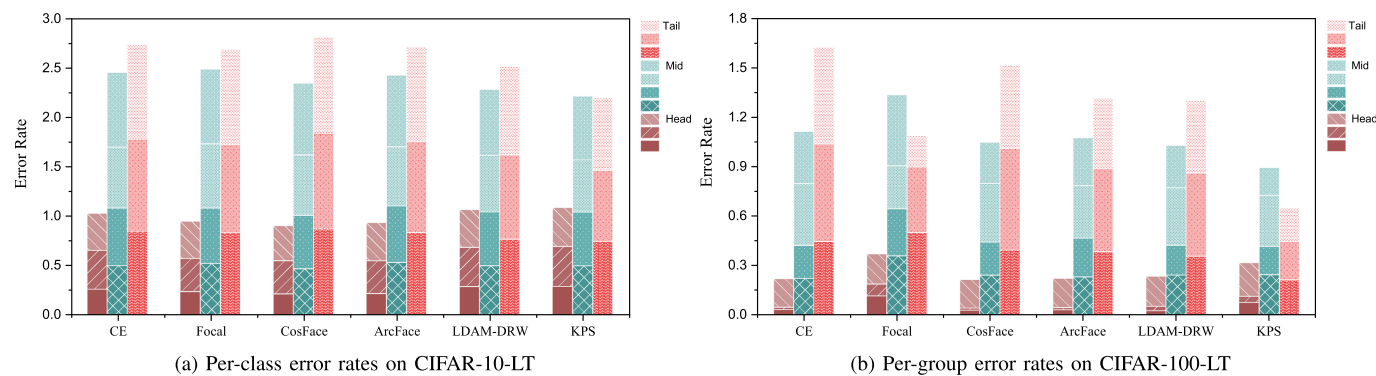 3.0
2.5
2.0
1.5
1.0
0.5
0.0
Error Rate
CE Focal CosFace ArcFace LDAM-DRW KPS
Tail
Mid
Head
(a) Per-class error rates on CIFAR-10-LT
1.8
1.5
1.2
0.9
0.6
0.3
0.0
Error Rate
CE Focal CosFace ArcFace LDAM-DRW KPS
Tail
Mid
Head
(b) Per-group error rates on CIFAR-100-LT